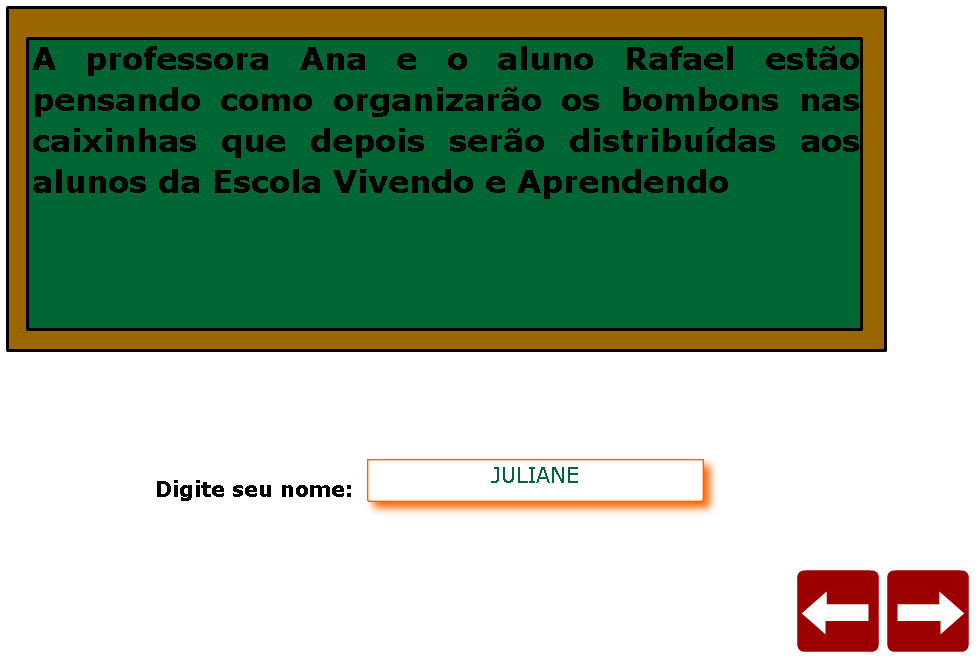 A professora Ana e o aluno Rafael estão
pensando como organizarão os bombons nas
caixinhas que depois serão distribuídas aos
alunos da Escola Vivendo e Aprendendo
Digite seu nome: JULIANE